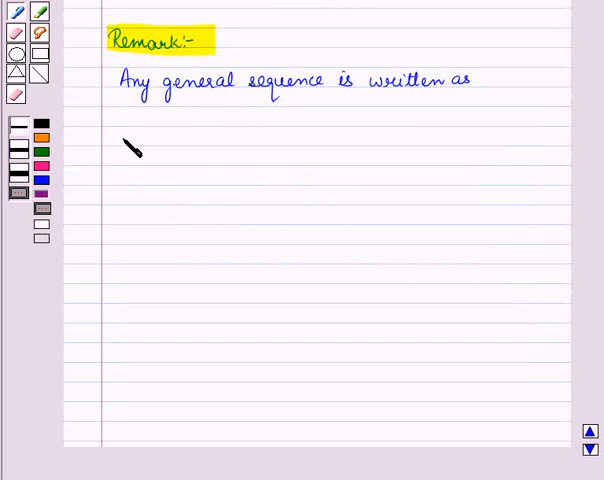 Remark:-
Any general sequence is written as